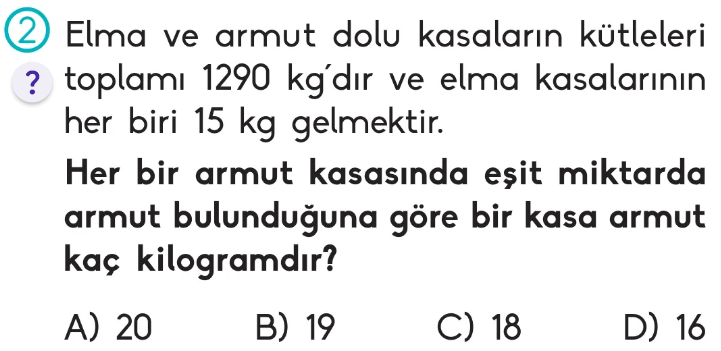 2 Elma ve armut dolu kasaların kütleleri
? toplamı 1290 kg´dır ve elma kasalarının
her biri 15 kg gelmektir.
Her bir armut kasasında eşit miktarda
armut bulunduğuna göre bir kasa armut
kaç kilogramdır?
A) 20 B) 19 C) 18 D) 16